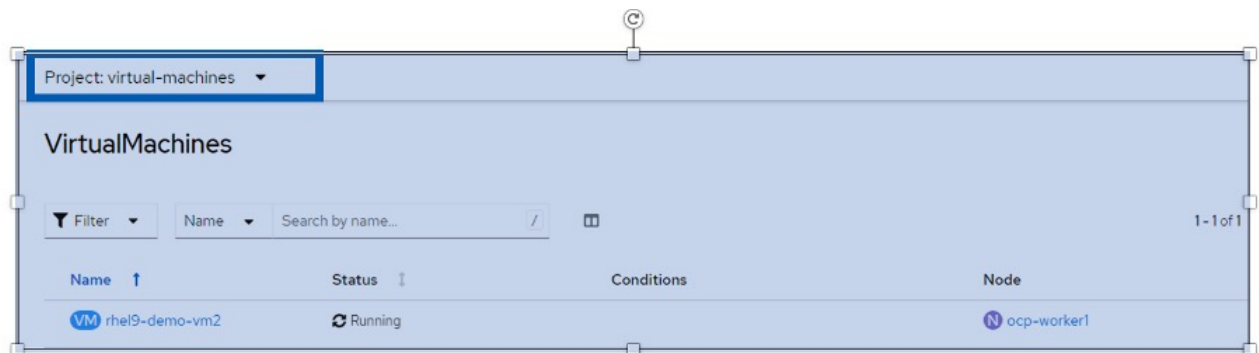 Project: virtual-machines
VirtualMachines
Filter Name Search by name... / 1-1 of 1
Name Status Conditions Node
VM rhel9-demo-vm2 Running N ocp-worker1